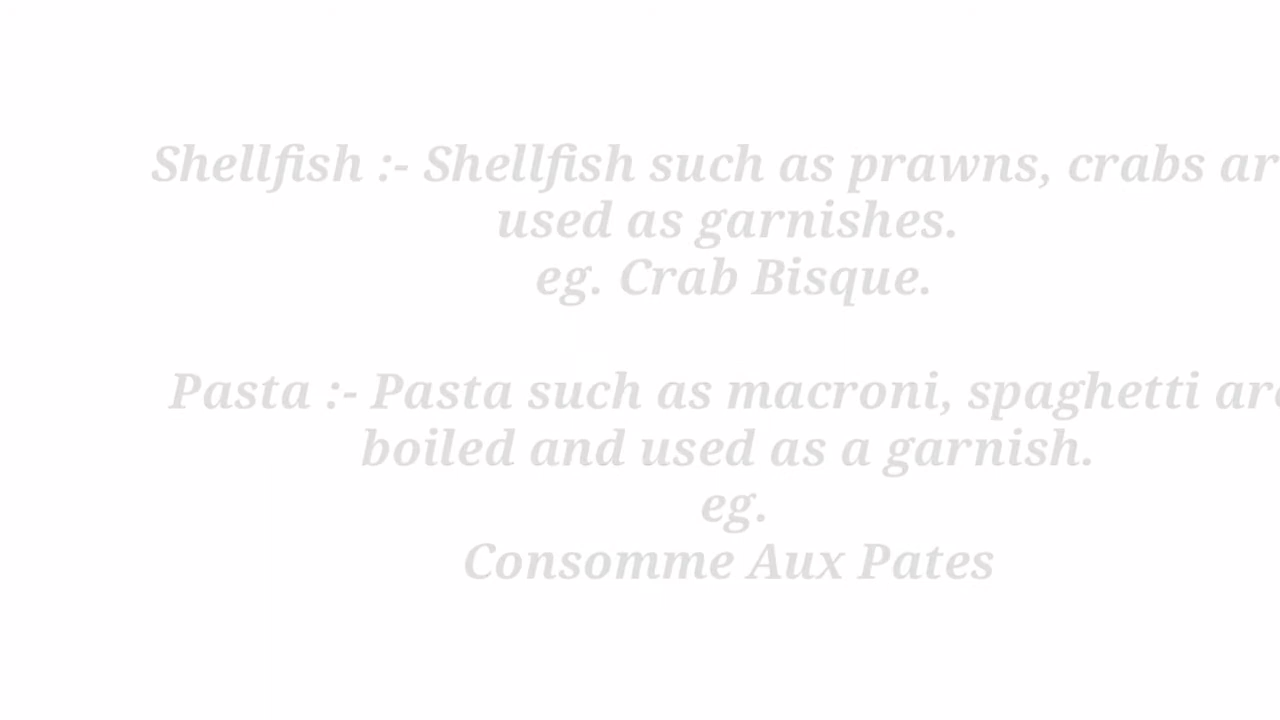 Shellfish :- Shellfish such as prawns, crabs ar
used as garnishes.
eg. Crab Bisque.
Pasta :- Pasta such as macroni, spaghetti are
boiled and used as a garnish.
eg.
Consomme Aux Pates